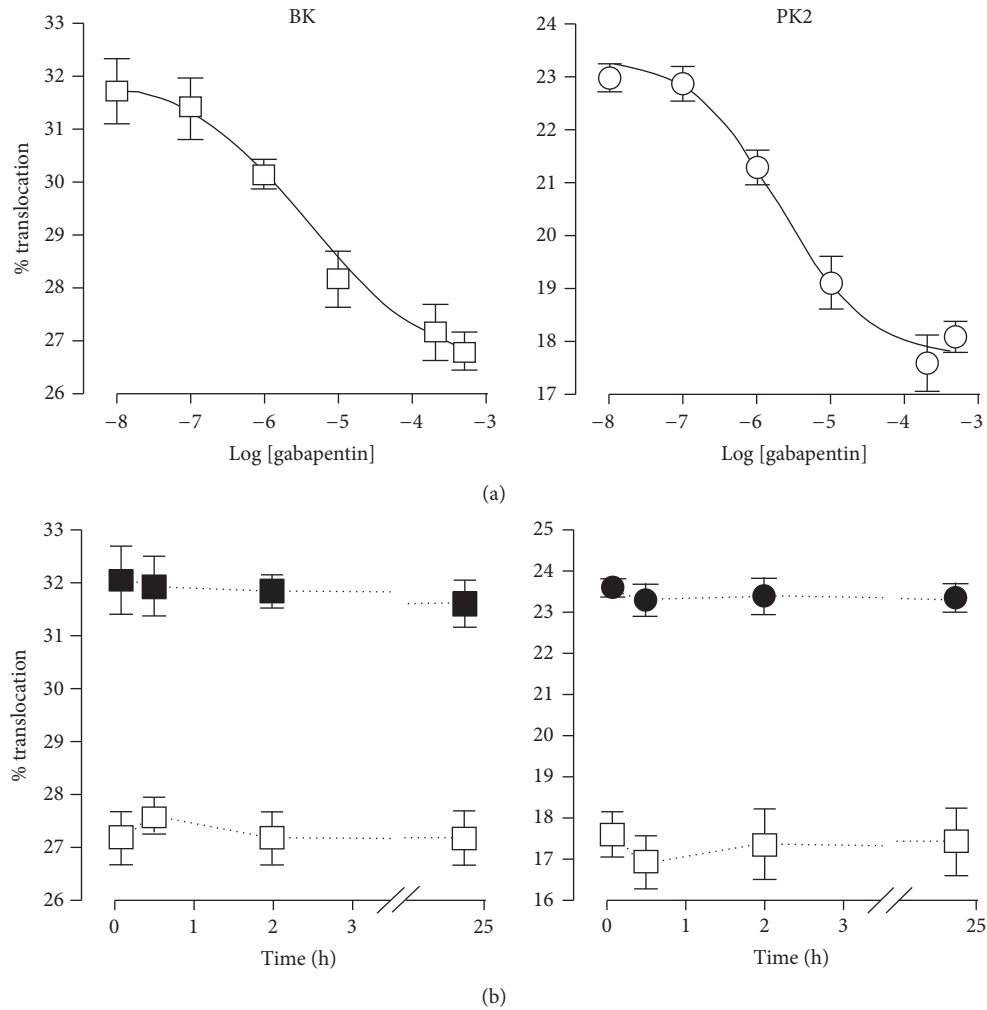 BK
33
32
31
30
29
28
27
26
% translocation
−8 −7 −6 −5 −4 −3
Log [gabapentin]
PK2
24
23
22
21
20
19
18
17
−8 −7 −6 −5 −4 −3
Log [gabapentin]
(a)
33
32
31
30
29
28
27
26
% translocation
0 1 2 3 25
Time (h)
25
24
23
22
21
20
19
18
17
16
0 1 2 3 25
Time (h)
(b)